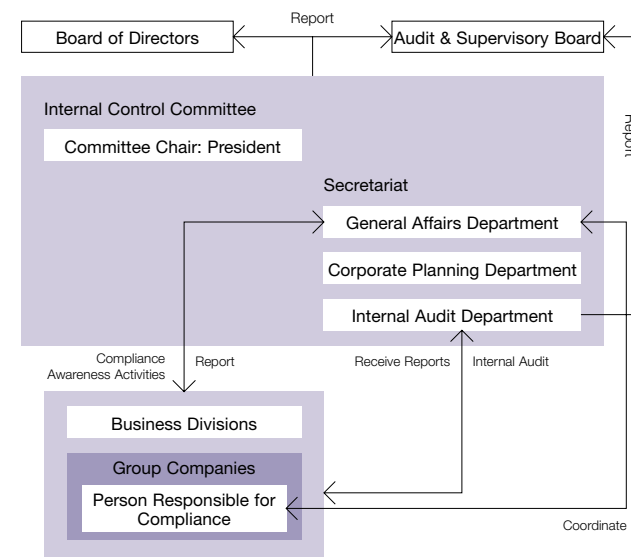 Report
Board of Directors
Audit & Supervisory Board
Internal Control Committee
Committee Chair: President
Report
Secretariat
General Affairs Department
Corporate Planning Department
Internal Audit Department
Compliance
Awareness Activities
Report
Receive Reports
Internal Audit
Business Divisions
Group Companies
Person Responsible for
Compliance
Coordinate